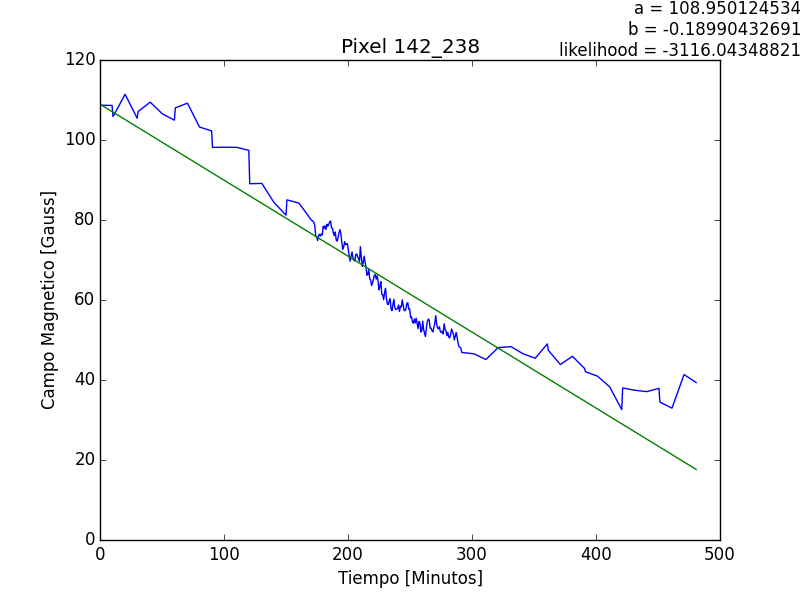 a = 108.950124534
b = -0.18990432691
likelihood = -3116.04348821
Pixel 142_238
120
100
80
60
40
20
0
Campo Magnetico [Gauss]
0 100 200 300 400 500
Tiempo [Minutos]